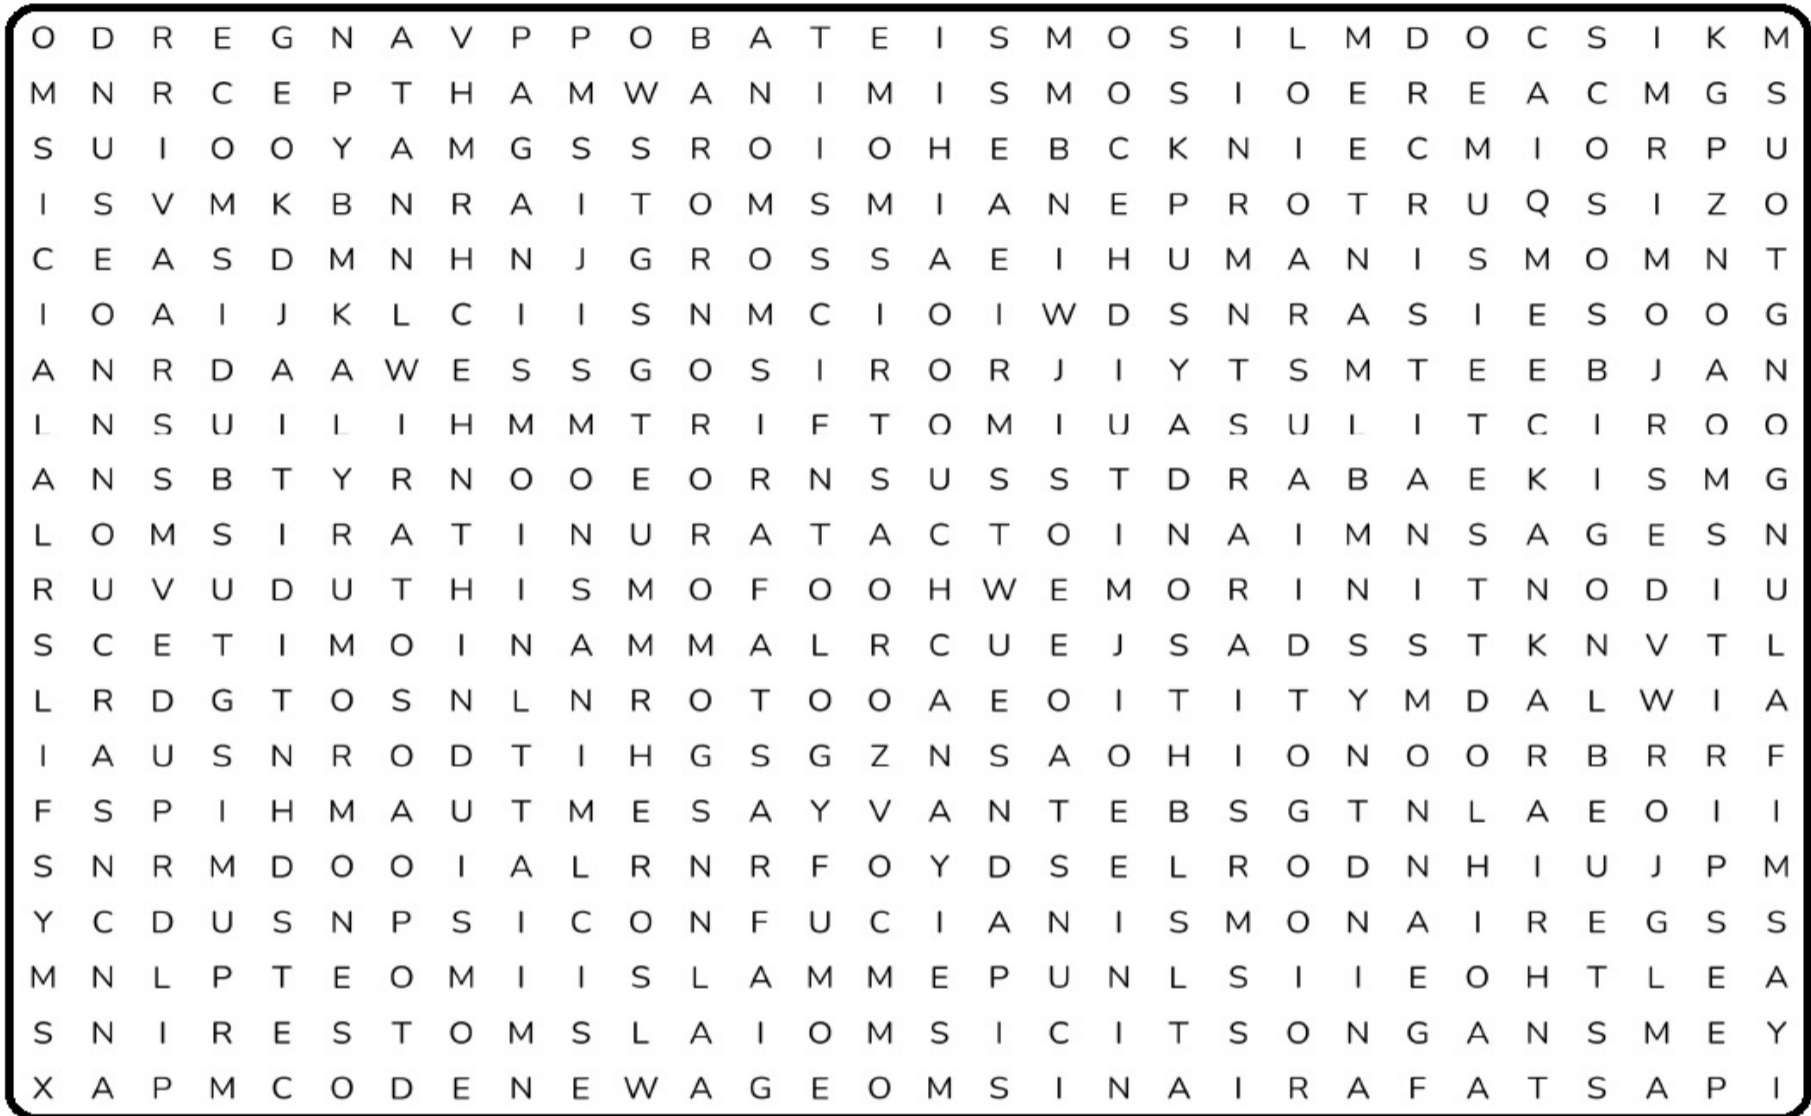 O D R E G N A V P P O B A T E I S M O S I L M D O C S I K M
M N R C E P T H A M W A N I M I S M O S I O E R E A C M G S
S U I O O Y A M G S S R O I O H E B C K N I E C M I O R P U
I S V M K B N R A I T O M S M I A N E P R O T R U Q S I Z O
C E A S D M N H N J G R O S S A E I H U M A N I S M O M N T
I O A I J K L C I I S N M C I O I W D S N R A S I E S O O G
A N R D A A W E S S G O S I R O R J I Y T S M T E E B J A N
L N S U I L I H M M T R I F T O M I U A S U L I T C I R O O
A N S B T Y R N O O E O R N S U S S T D R A B A E K I S M G
L O M S I R A T I N U R A T A C T O I N A I M N S A G E S N
R U V U D U T H I S M O F O O H W E M O R I N I T N O D I U
S C E T I M O I N A M M A L R C U E J S A D S S T K N V T L
L R D G T O S N L N R O T O O A E O I T I T Y M D A L W I A
I A U S N R O D T I H G S G Z N S A O H I O N O O R B R R F
F S P I H M A U T M E S A Y V A N T E B S G T N L A E O I I
S N R M D O O I A L R N R F O Y D S E L R O D N H I U J P M
Y C D U S N P S I C O N F U C I A N I S M O N A I R E G S S
M N L P T E O M I I S L A M M E P U N L S I I E O H T L E A
S N I R E S T O M S L A I O M S I C I T S O N G A N S M E Y
X A P M C O D E N E W A G E O M S I N A I R A F A T S A P I